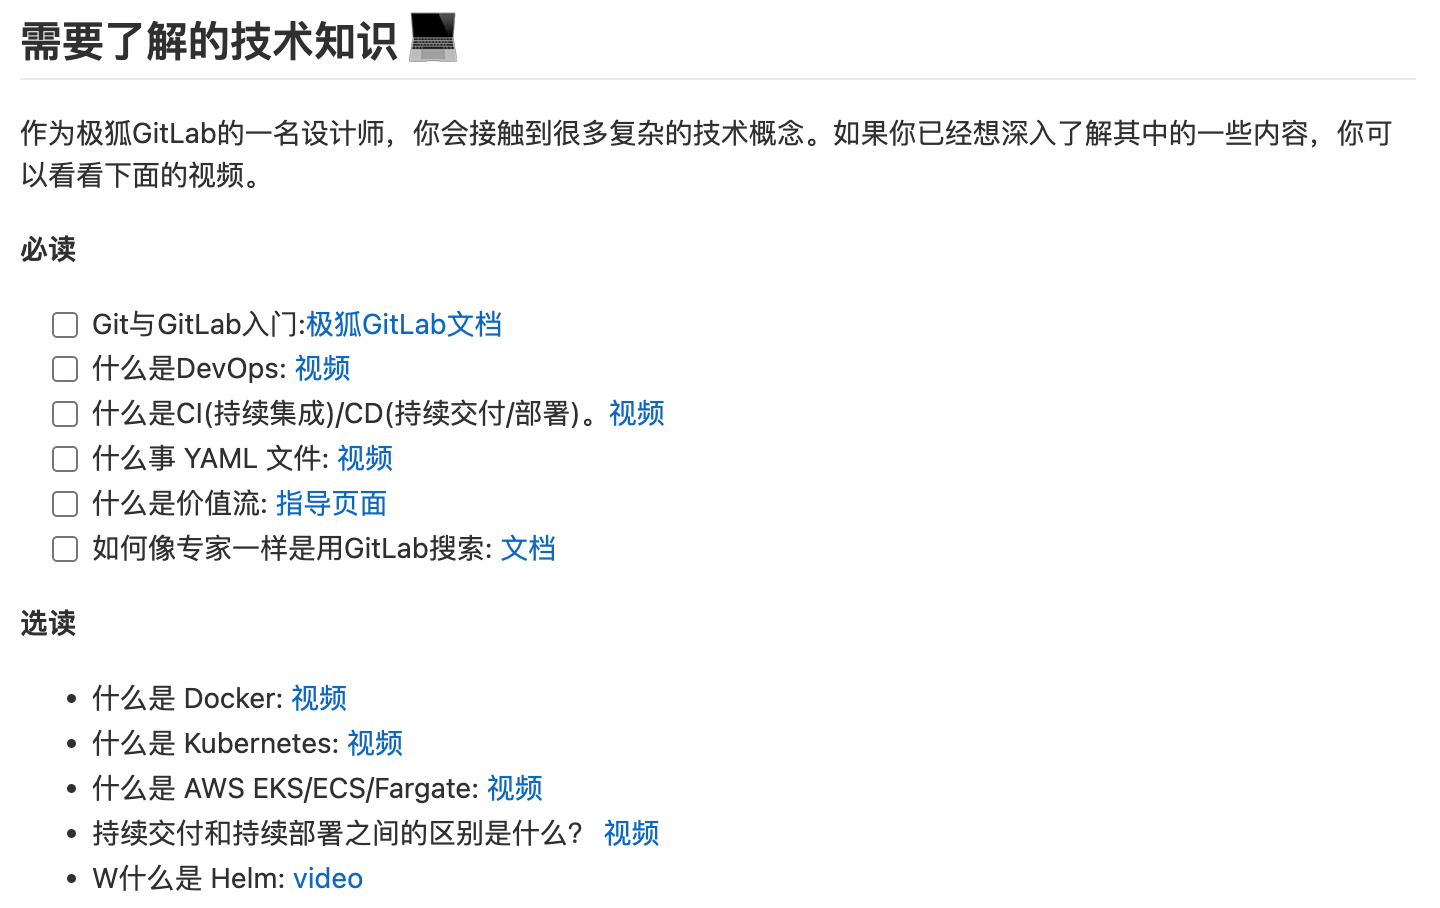 需要了解的技术知识 💻
作为极狐GitLab的一名设计师，你会接触到很多复杂的技术概念。如果你已经想深入了解其中的一些内容，你可
以看看下面的视频。
必读
Git与GitLab入门:极狐GitLab文档
什么是DevOps: 视频
什么是CI(持续集成)/CD(持续交付/部署)。视频
什么事 YAML 文件: 视频
什么是价值流: 指导页面
如何像专家一样是用GitLab搜索: 文档
选读
• 什么是 Docker: 视频
• 什么是 Kubernetes: 视频
• 什么是 AWS EKS/ECS/Fargate: 视频
• 持续交付和持续部署之间的区别是什么？ 视频
• W什么是 Helm: video